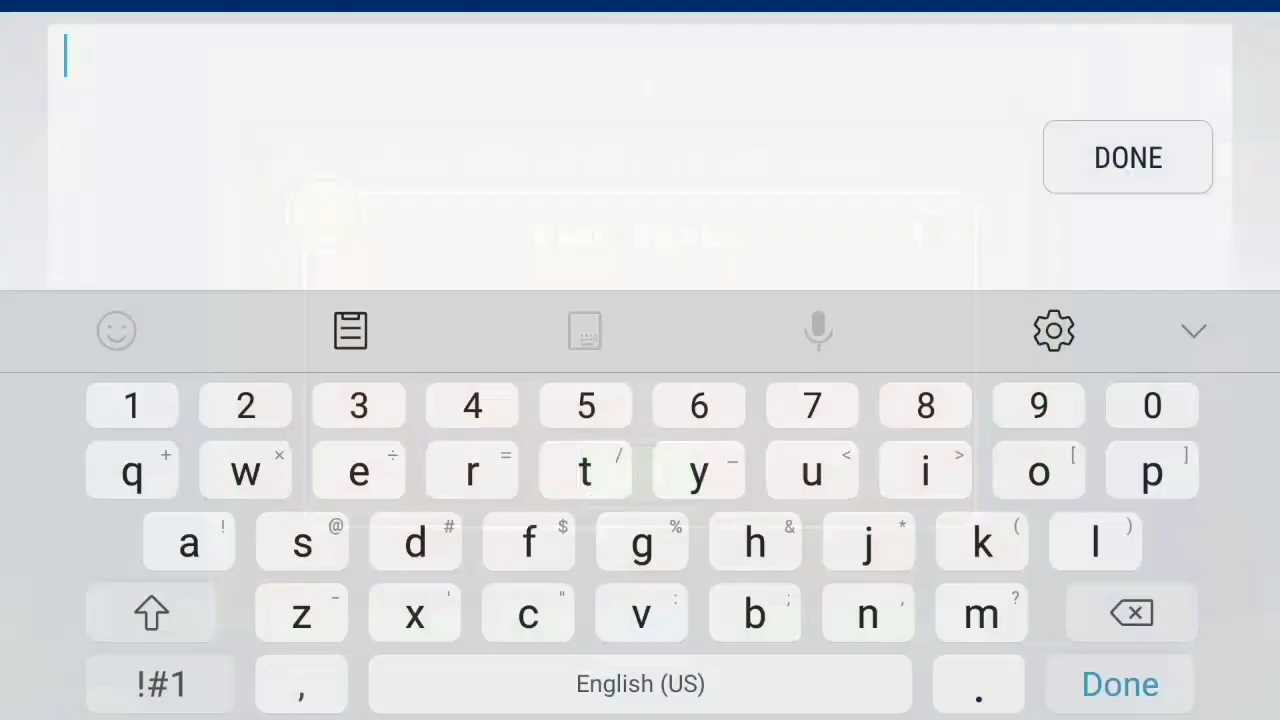 DONE
1 2 3 4 5 6 7 8 9 0
q + w × e ÷ r = t / y _ u < i > o [ p ]
a ! s @ d # f $ g % h & j * k ( l )
z - x ' c " v : b ; n , m ?
!#1 , English (US) . Done